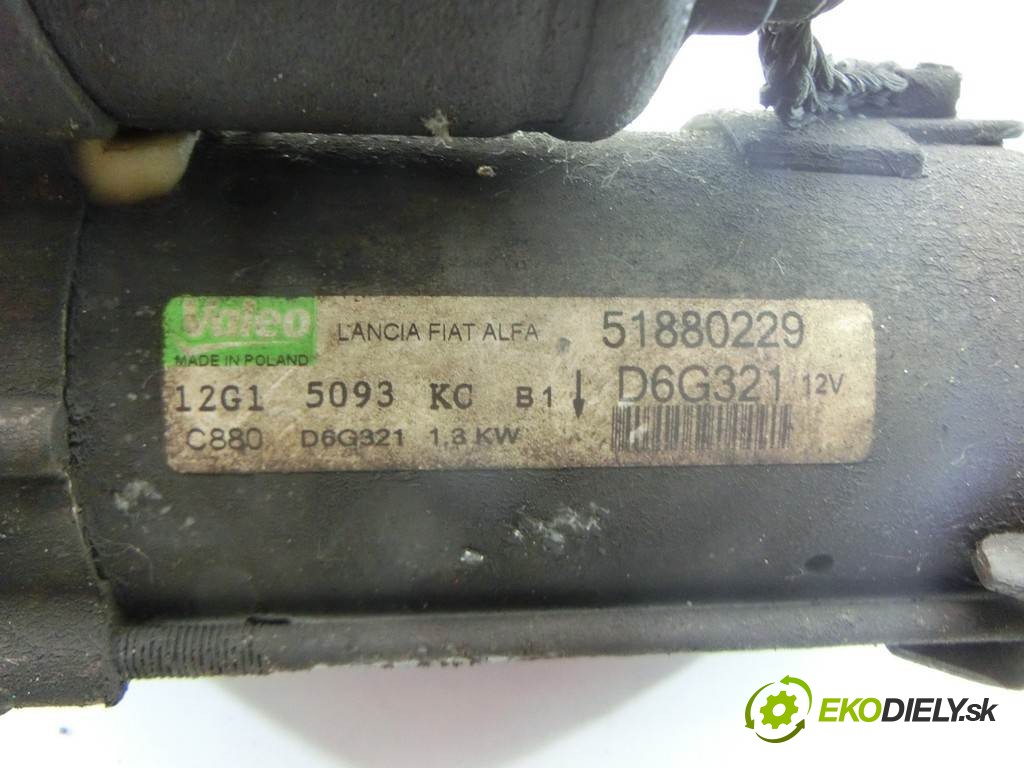 Valeo LANCIA FIAT ALFA 51880229
MADE IN POLAND
12G1 5093 KC B1 ↓ D6G321 12V
C880 D6G321 1,3 KW
EKODIELY.sk